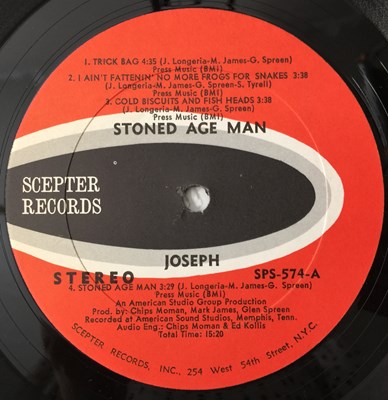 1. TRICK BAG 4:35 (J. Longeria-M. James-G. Spreen)
Press Music (BMI)
2. I AIN'T FATTENIN' NO MORE FROGS FOR SNAKES 3:38
(J. Longeria-M. James-G. Spreen-S. Tyrell)
Press Music (BMI)
3. COLD BISCUITS AND FISH HEADS 3:38
(J. Longeria-M. James-G. Spreen)
Press Music (BMI)
STONED AGE MAN
SCEPTER
RECORDS
JOSEPH
STEREO
SPS-574-A
4. STONED AGE MAN 3:29 (J. Longeria-M. James-G. Spreen)
Press Music (BMI)
An American Studio Group Production
Prod. by: Chips Moman, Mark James, Glen Spreen
Recorded at American Sound Studios, Memphis, Tenn.
Audio Eng.: Chips Moman & Ed Kollis
Total Time: 15:20
SCEPTER RECORDS, INC., 254 West 54th Street, N.Y.C.